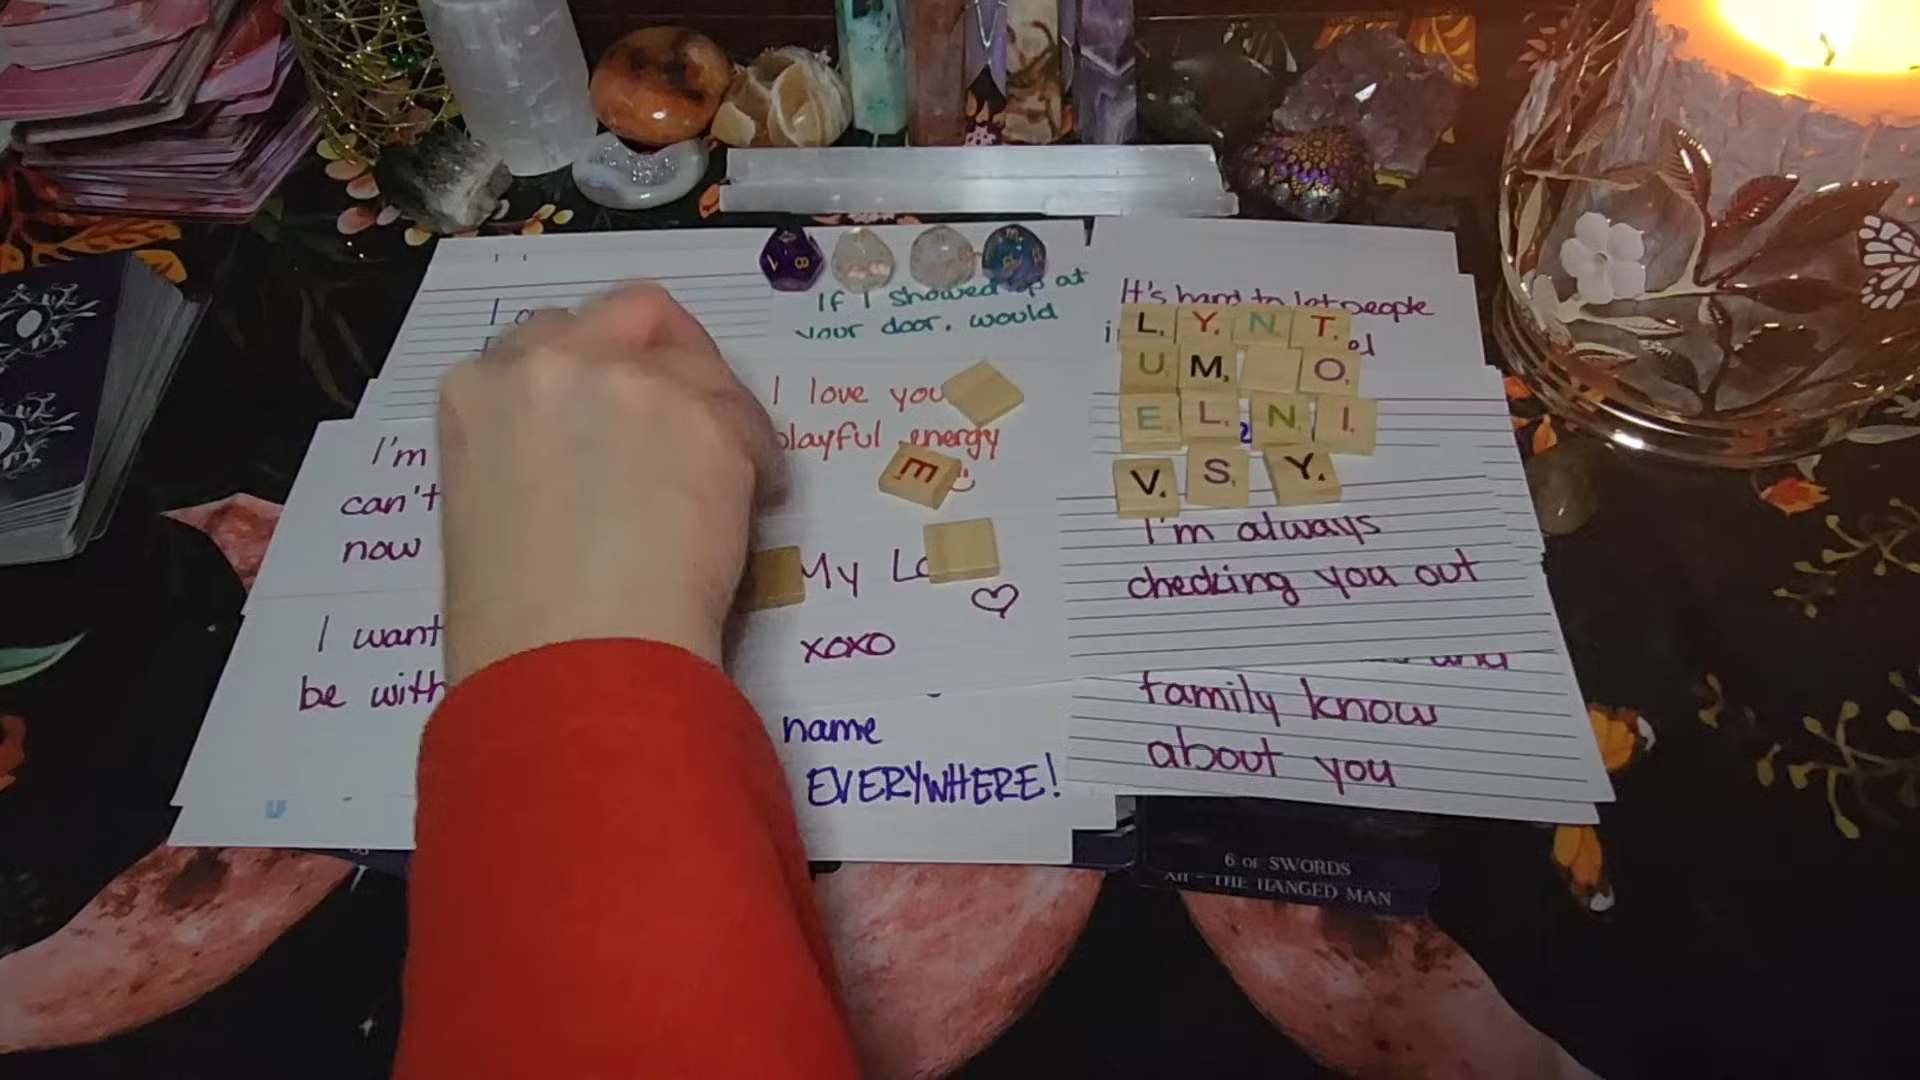 If I showed up at
your door, would
I love you
playful energy
I'm
can't
now
I want
be with
My
xoxo
name
EVERYWHERE!
It's hard to let people
L Y N T
U M O
E L N I
V S Y
E
I'm always
checking you out
and
family know
about you
6 OF SWORDS
XII - THE HANGED MAN